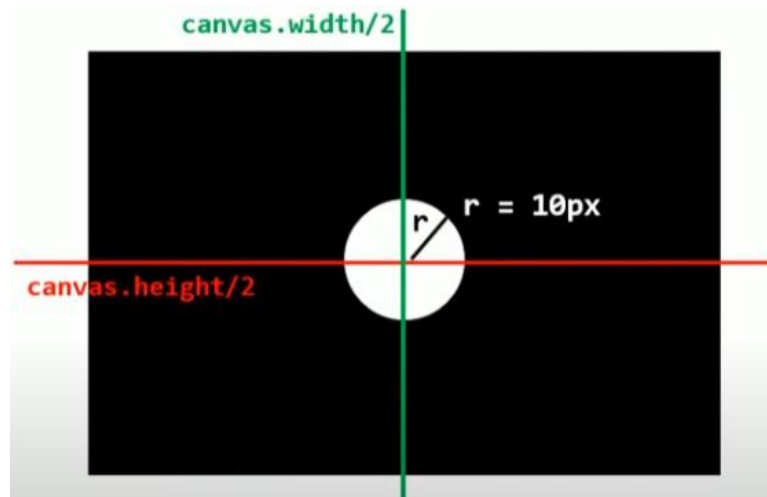 canvas.width/2
r
r = 10px
canvas.height/2